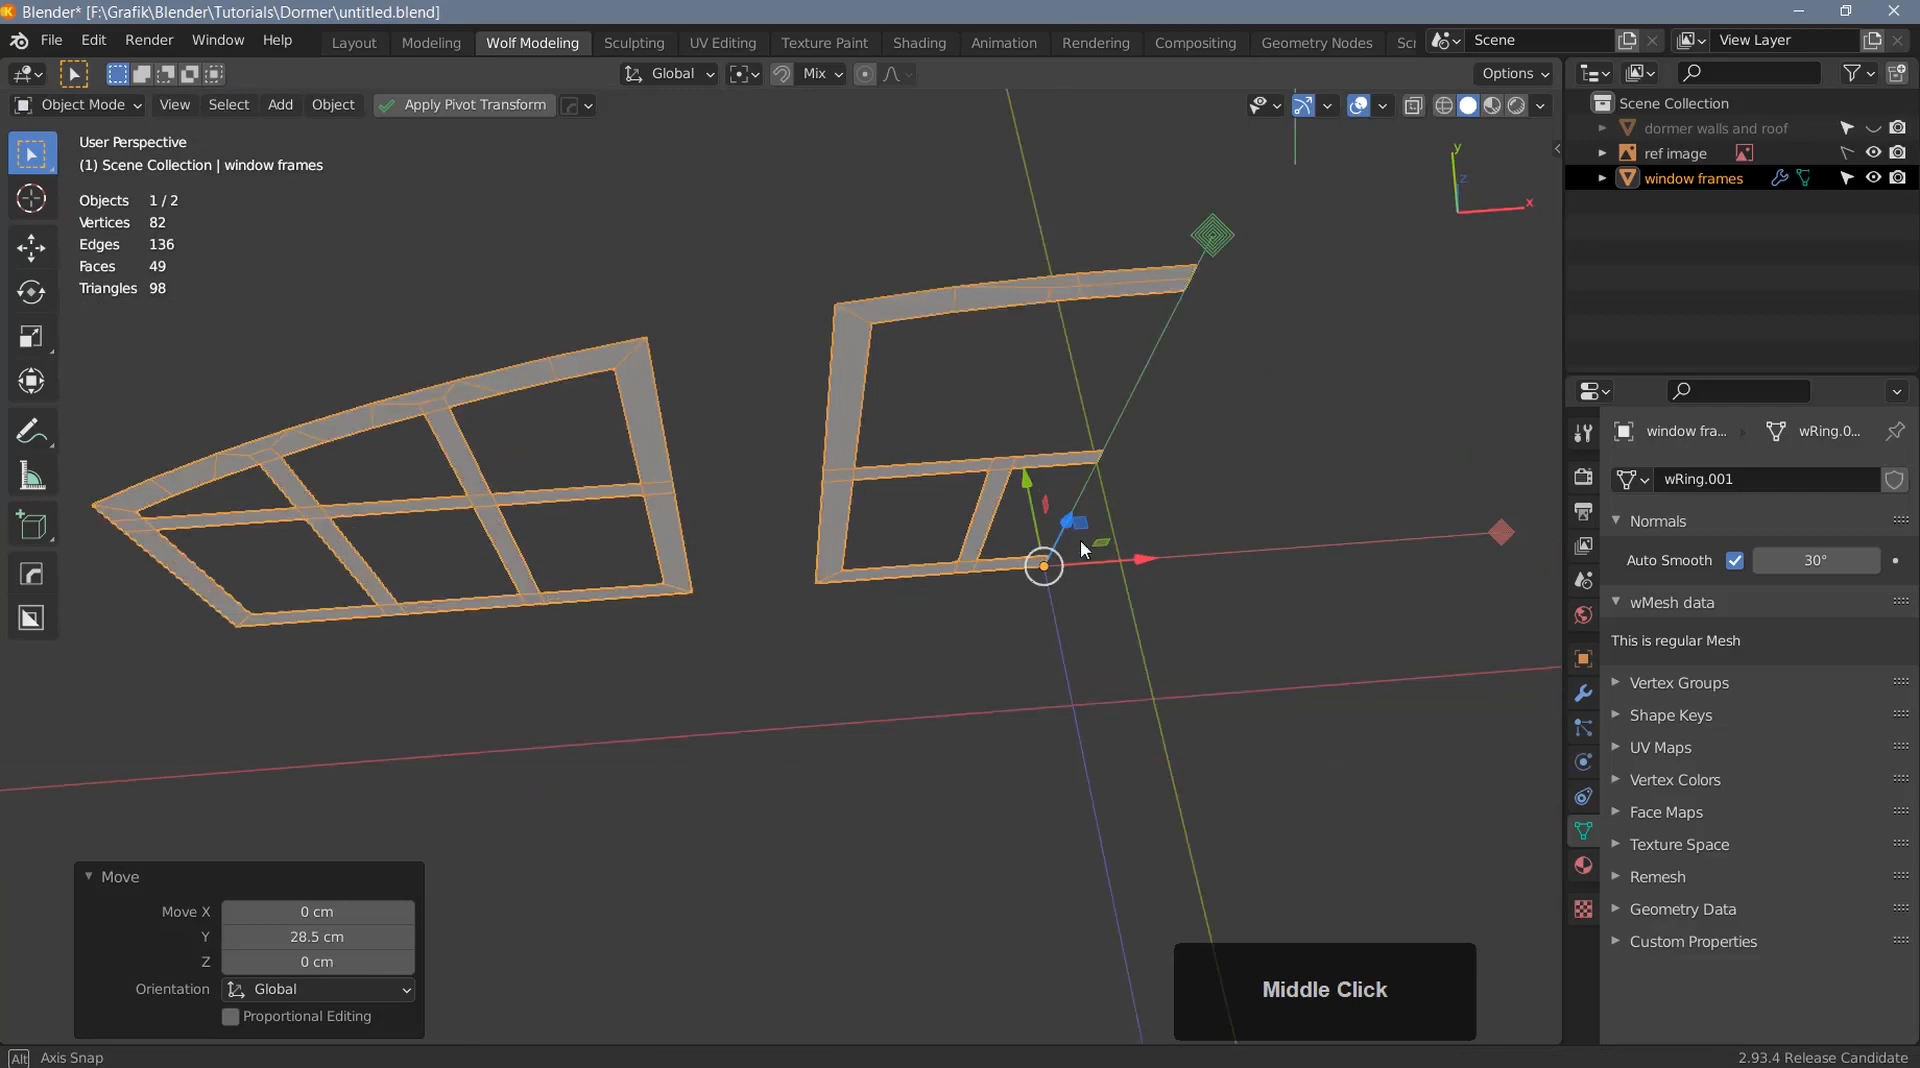 Blender* [F:\Grafik\Blender\Tutorials\Dormer\untitled.blend]
File Edit Render Window Help
Layout Modeling Wolf Modeling Sculpting UV Editing Texture Paint Shading Animation Rendering Compositing Geometry Nodes Sc
Scene
View Layer
Global
Mix
Options
Object Mode View Select Add Object Apply Pivot Transform
User Perspective
(1) Scene Collection | window frames
Objects 1 / 2
Vertices 82
Edges 136
Faces 49
Triangles 98
y
z
x
Scene Collection
dormer walls and roof
ref image
window frames
window fra...
wRing.0...
wRing.001
Normals
Auto Smooth 30°
wMesh data
This is regular Mesh
Vertex Groups
Shape Keys
UV Maps
Vertex Colors
Face Maps
Texture Space
Remesh
Geometry Data
Custom Properties
Move
Move X 0 cm
Y 28.5 cm
Z 0 cm
Orientation Global
Proportional Editing
Middle Click
Alt Axis Snap
2.93.4 Release Candidate